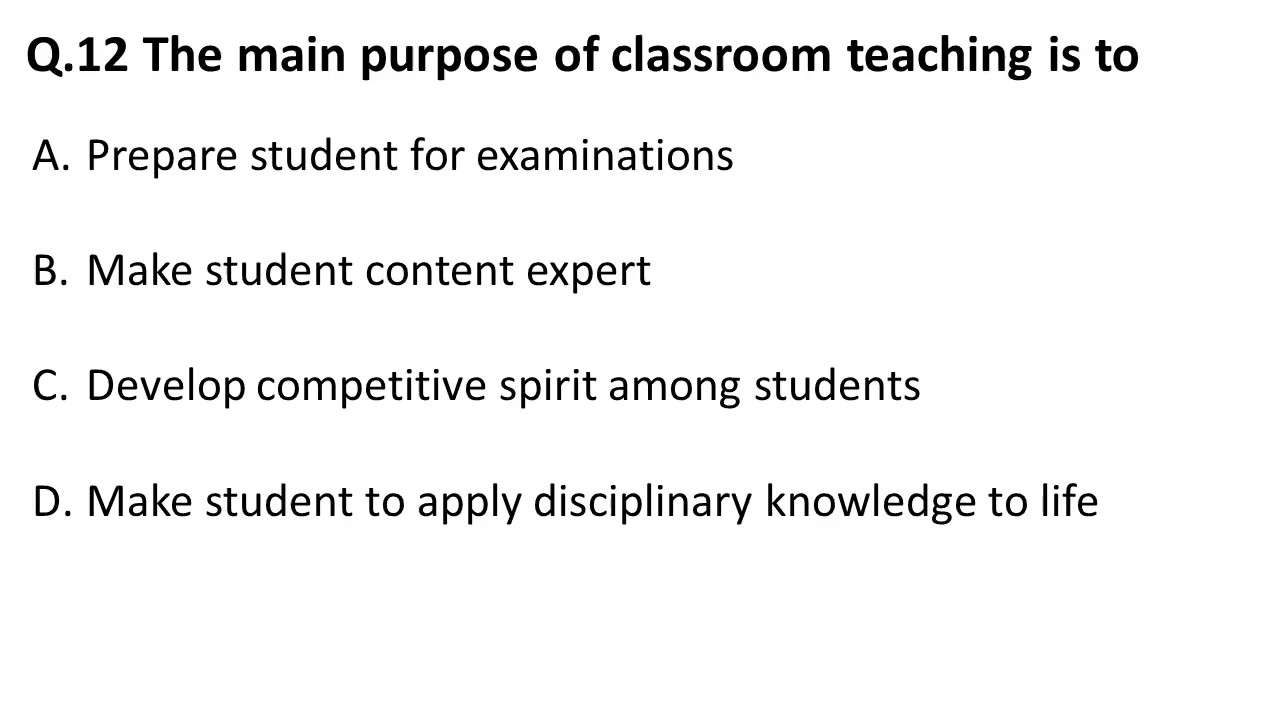 Q.12 The main purpose of classroom teaching is to
A. Prepare student for examinations
B. Make student content expert
C. Develop competitive spirit among students
D. Make student to apply disciplinary knowledge to life